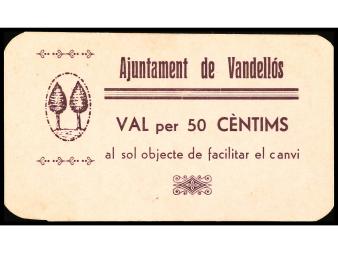 Ajuntament de Vandellós
VAL per 50 CÈNTIMS
al sol objecte de facilitar el canvi